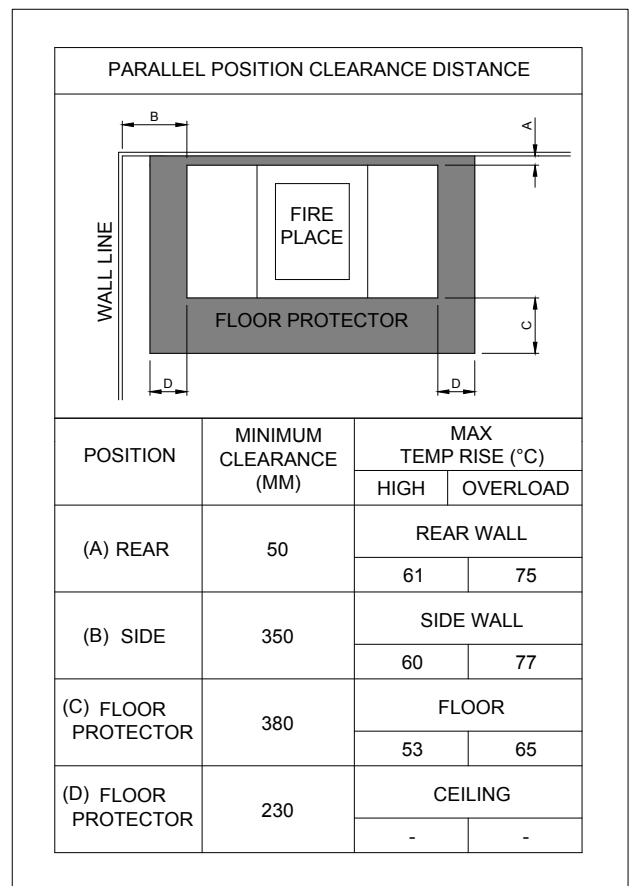 PARALLEL POSITION CLEARANCE DISTANCE
B
A
WALL LINE
FIRE
PLACE
FLOOR PROTECTOR
C
D
D
POSITION
MINIMUM
CLEARANCE
(MM)
MAX
TEMP RISE (°C)
HIGH
OVERLOAD
(A) REAR
50
REAR WALL
61
75
(B) SIDE
350
SIDE WALL
60
77
(C) FLOOR
PROTECTOR
380
FLOOR
53
65
(D) FLOOR
PROTECTOR
230
CEILING
-
-